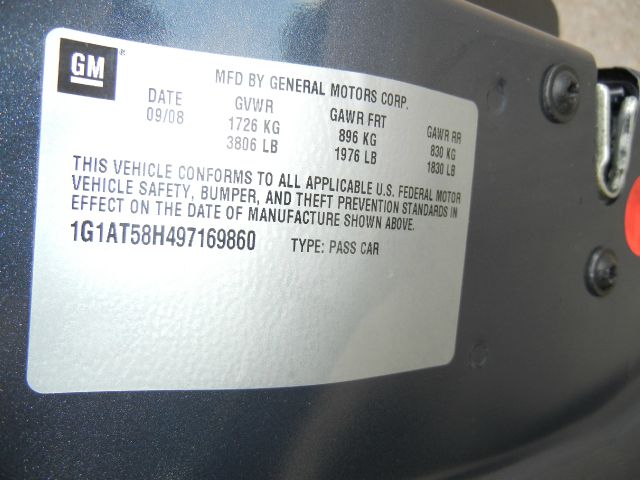 GM
MFD BY GENERAL MOTORS CORP.
DATE GVWR GAWR FRT GAWR RR
09/08 1726 KG 896 KG 830 KG
3806 LB 1976 LB 1830 LB
THIS VEHICLE CONFORMS TO ALL APPLICABLE U.S. FEDERAL MOTOR
VEHICLE SAFETY, BUMPER, AND THEFT PREVENTION STANDARDS IN
EFFECT ON THE DATE OF MANUFACTURE SHOWN ABOVE.
1G1AT58H497169860 TYPE: PASS CAR